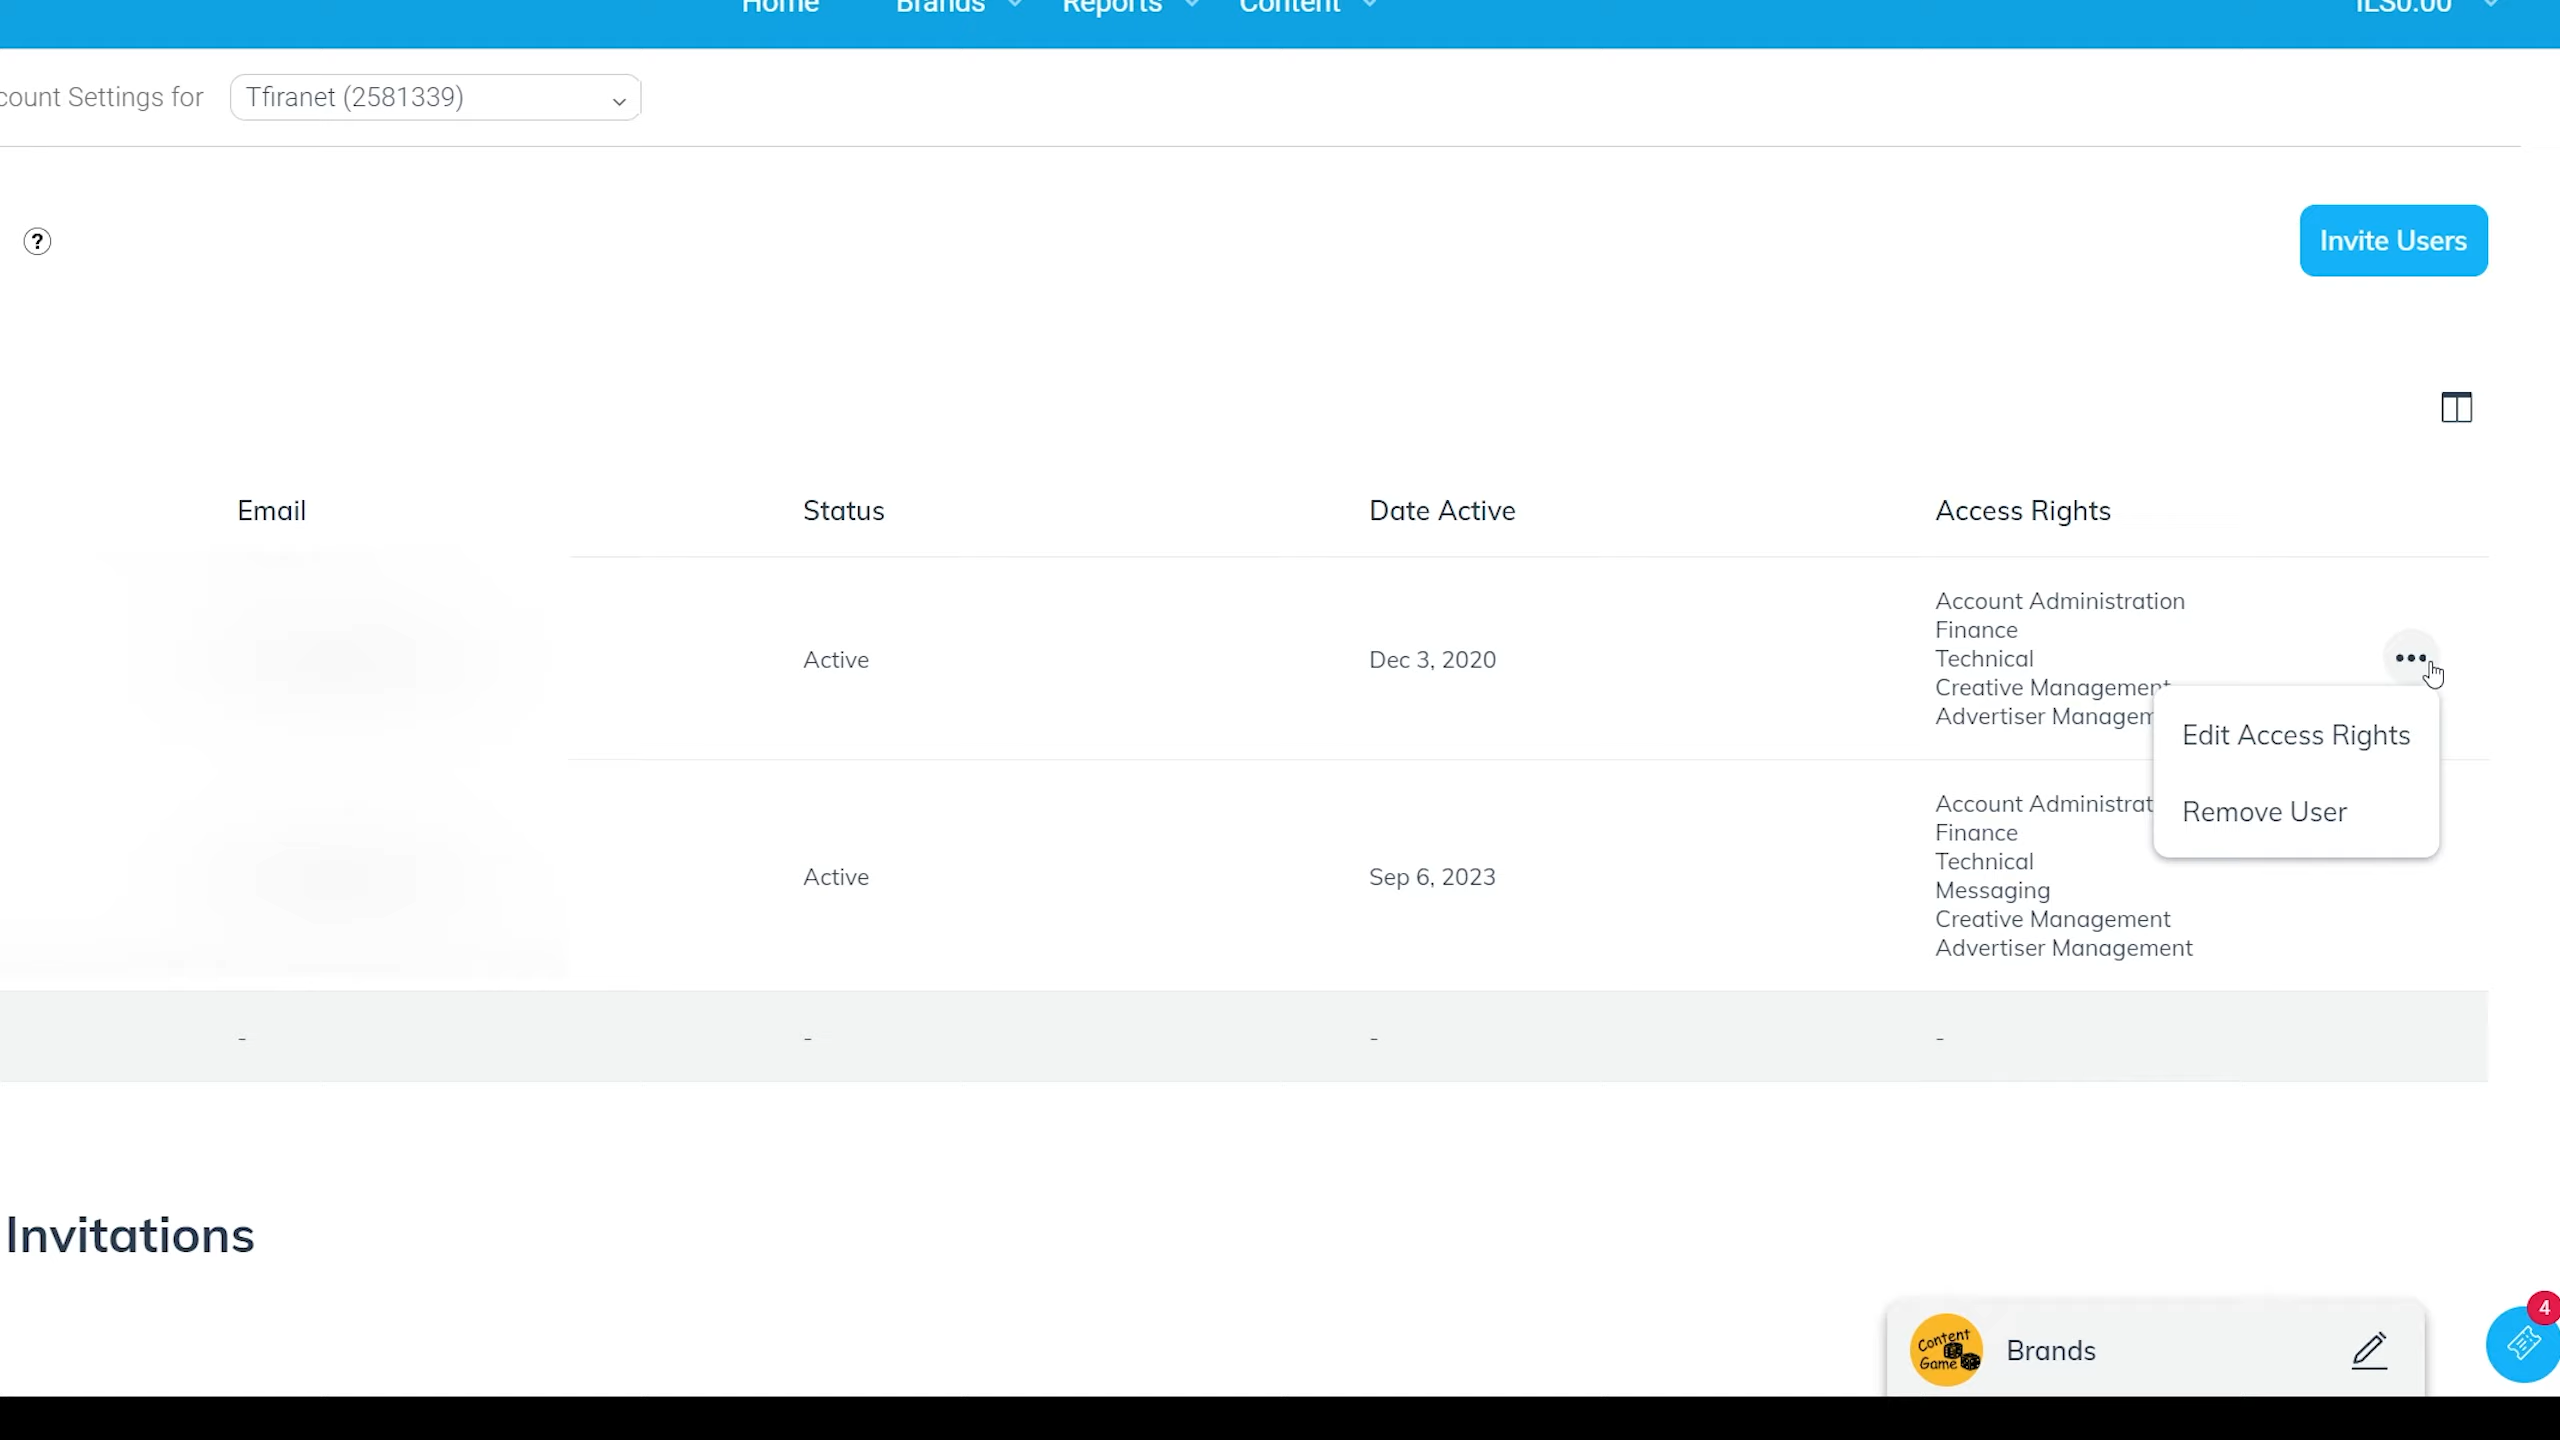 Home Brands Reports Content ILS0.00
count Settings for Tfiranet (2581339)
?
Invite Users
Email Status Date Active Access Rights
Active Dec 3, 2020
Account Administration
Finance
Technical
Creative Management
Advertiser Managem
Edit Access Rights
Remove User
Active Sep 6, 2023
Account Administrat
Finance
Technical
Messaging
Creative Management
Advertiser Management
- - - -
Invitations
Content
Game
Brands
4